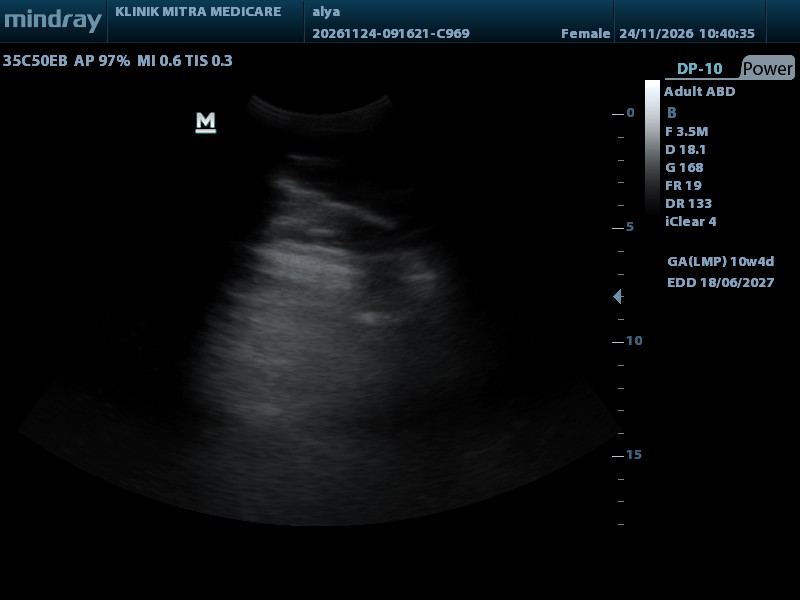 mindray
KLINIK MITRA MEDICARE
alya
20261124-091621-C969
Female
24/11/2026 10:40:35
35C50EB AP 97% MI 0.6 TIS 0.3
DP-10
Power
M
Adult ABD
B
F 3.5M
D 18.1
G 168
FR 19
DR 133
iClear 4
GA(LMP) 10w4d
EDD 18/06/2027
0
5
10
15